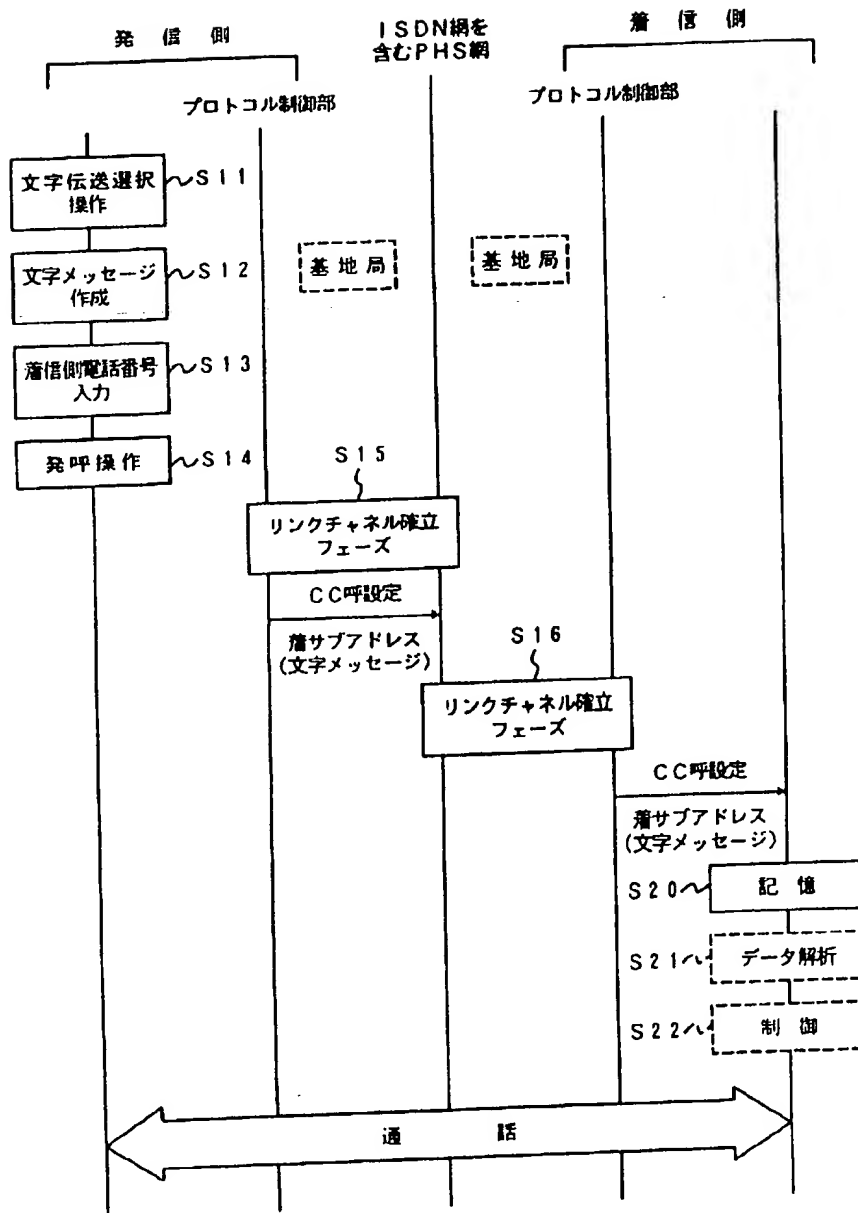 発信側
ISDN網を
含むPHS網
着信側
プロトコル制御部
プロトコル制御部
文字伝送選択
操作
S11
文字メッセージ
作成
S12
基地局
基地局
着信側電話番号
入力
S13
発呼操作
S14
S15
リンクチャネル確立
フェーズ
CC呼設定
着サブアドレス
(文字メッセージ)
S16
リンクチャネル確立
フェーズ
CC呼設定
着サブアドレス
(文字メッセージ)
S20
記憶
S21
データ解析
S22
制御
通話